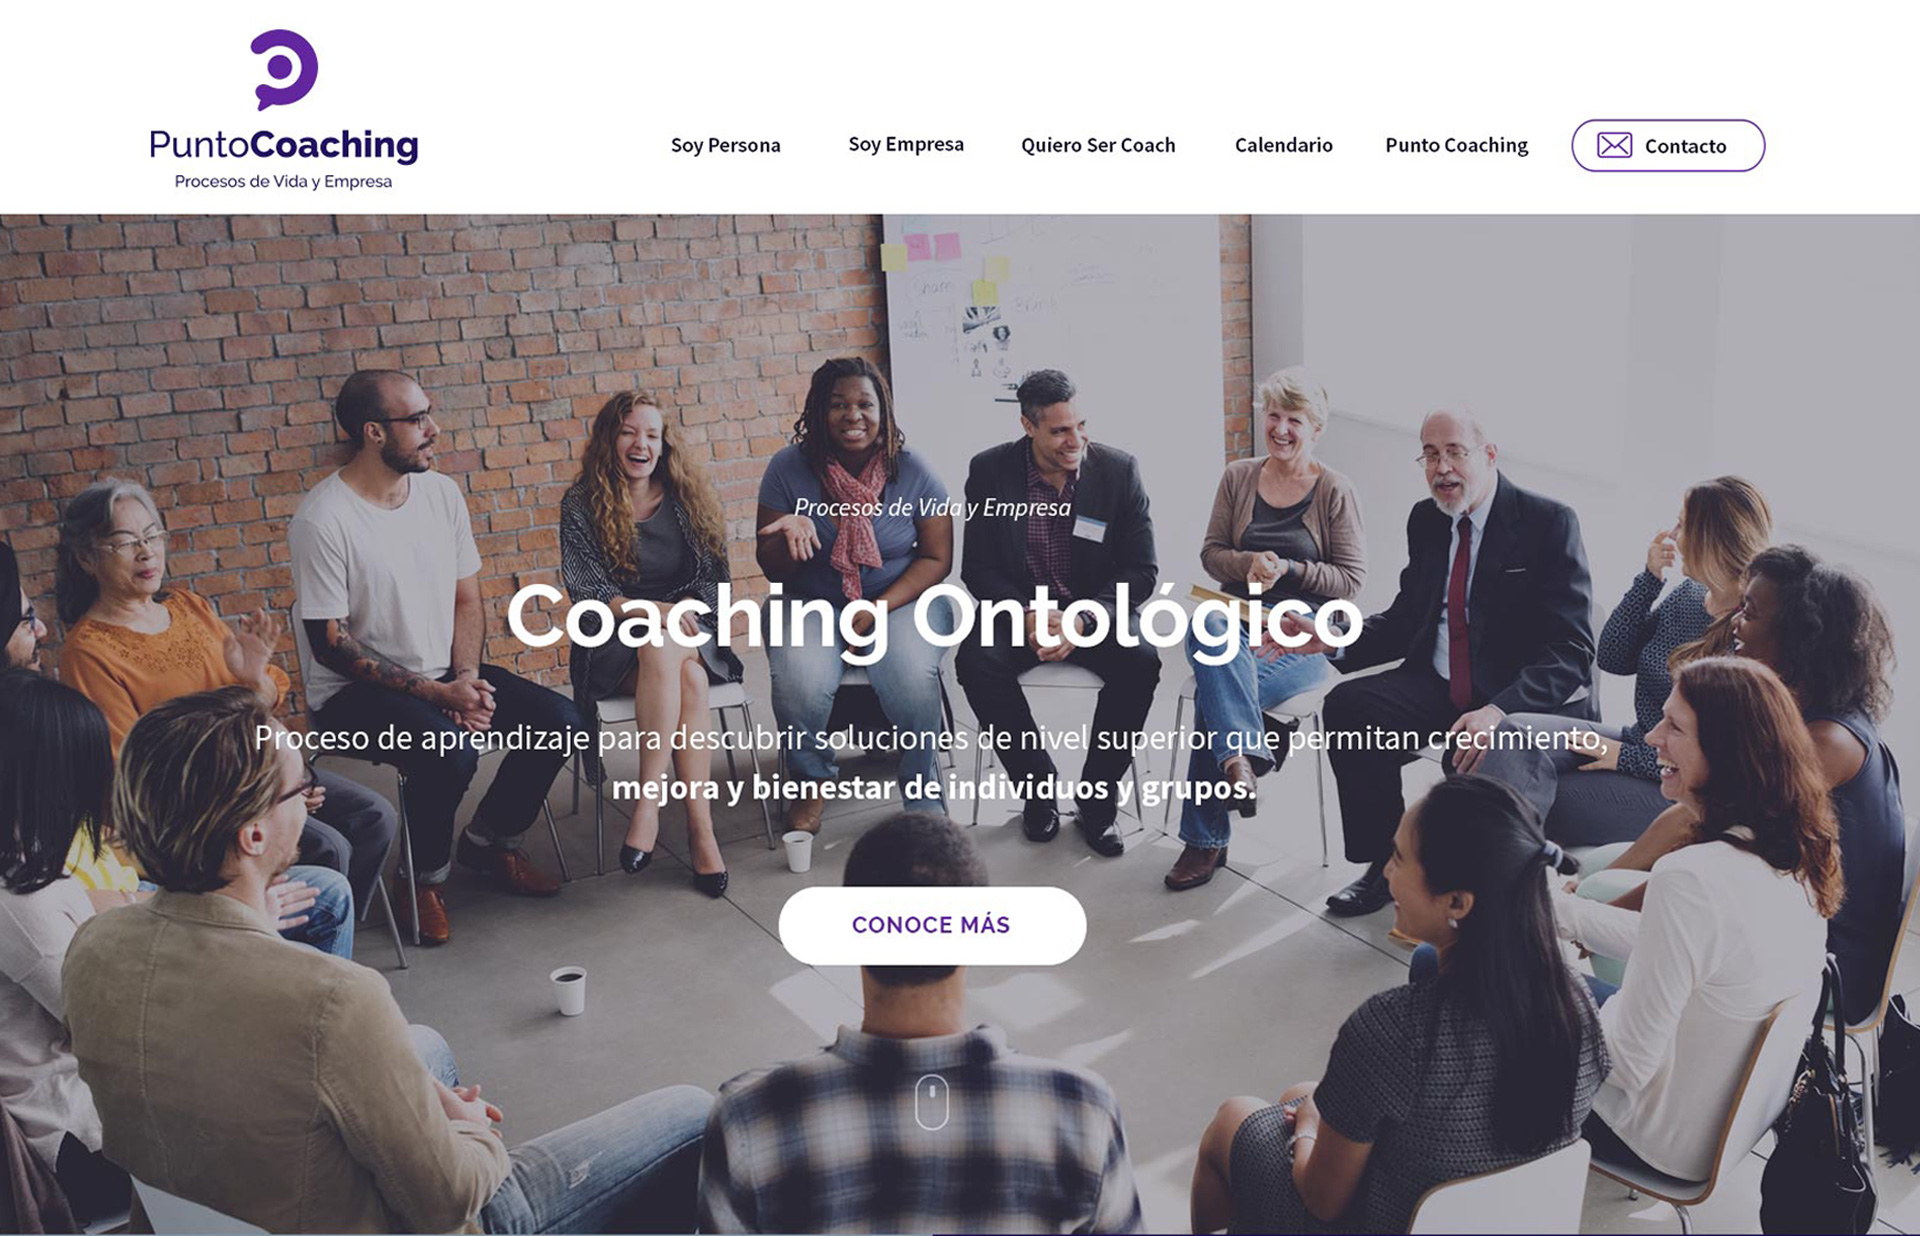 PuntoCoaching
Procesos de Vida y Empresa
Soy Persona
Soy Empresa
Quiero Ser Coach
Calendario
Punto Coaching
Contacto
Share
Procesos de Vida y Empresa
Coaching Ontológico
Proceso de aprendizaje para descubrir soluciones de nivel superior que permitan crecimiento,
mejora y bienestar de individuos y grupos.
CONOCE MÁS